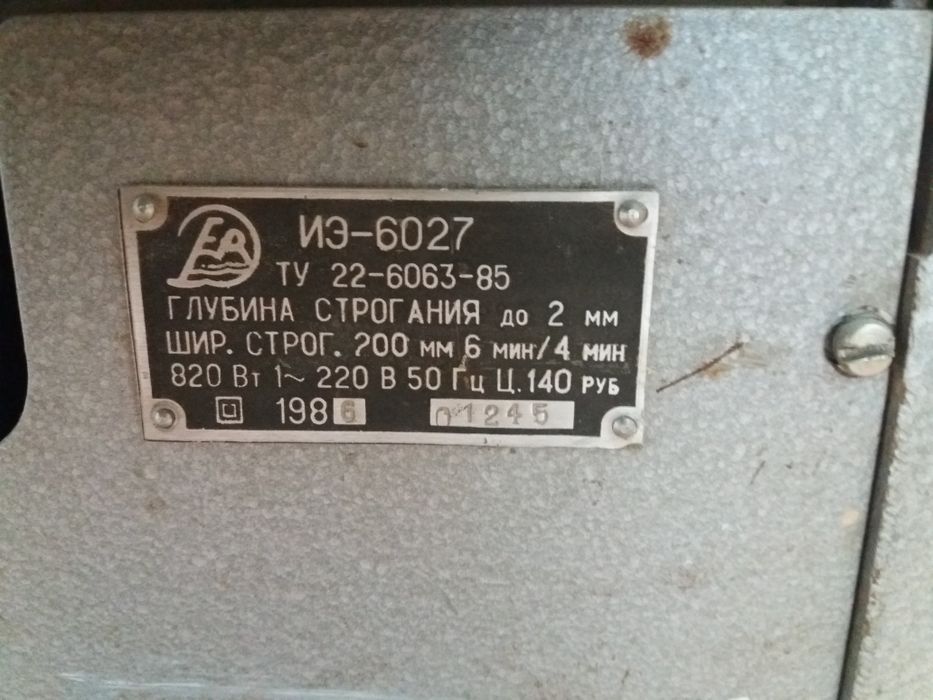 ИЭ-6027
ТУ 22-6063-85
ГЛУБИНА СТРОГАНИЯ до 2 мм
ШИР. СТРОГ. 200 мм 6 мин/4 мин
820 Вт 1~ 220 В 50 Гц Ц. 140 РУБ
1986 01245